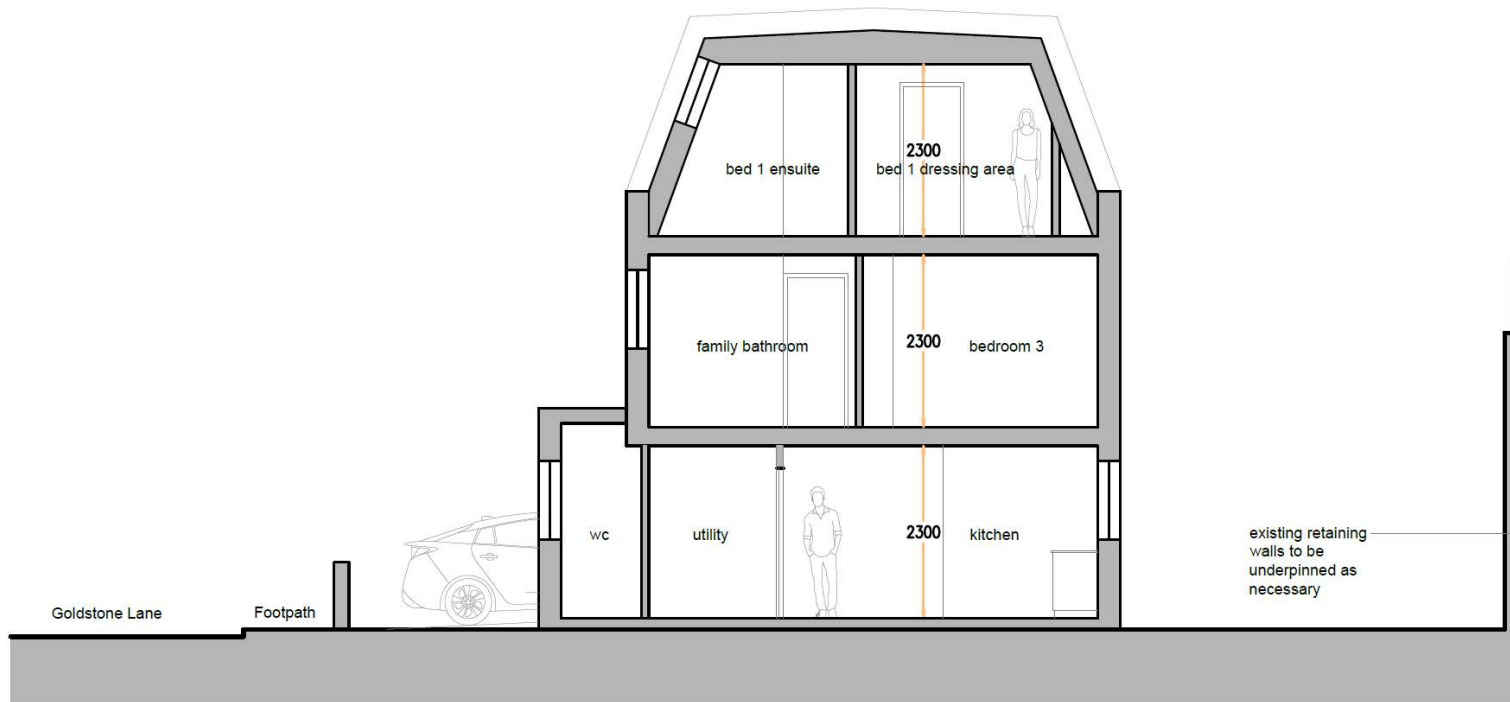 2300
bed 1 ensuite
bed 1 dressing area
2300
family bathroom
bedroom 3
2300
wc
utility
kitchen
existing retaining
walls to be
underpinned as
necessary
Goldstone Lane
Footpath